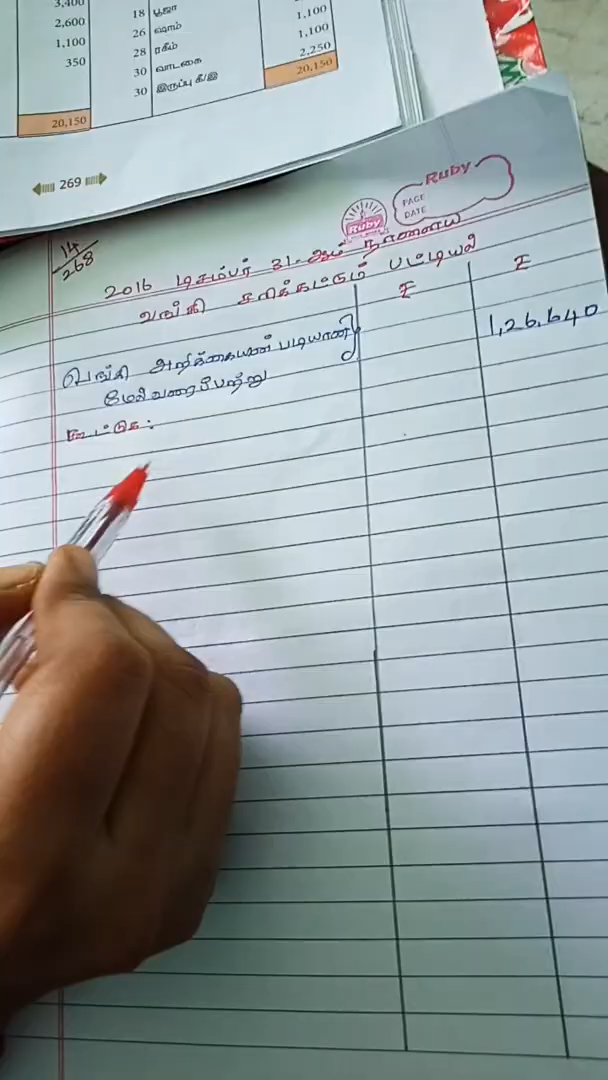 3,400
2,600
1,100
350
20,150
18 பூஜா 1,100
26 ஷாம் 1,100
28 ரகீம் 2,250
30 வாடகை
30 இருப்பு கீ/இ
20,150
269
Ruby
PAGE
DATE
Ruby
14/268
2016 டிசம்பர் 31-ஆம் நாளைய
வங்கி சரிக்கட்டும் பட்டியல்
₹ ₹
வங்கி அறிக்கையின் படியான 1,26,640
மேல்வரைப்பற்று
கூட்டுக: